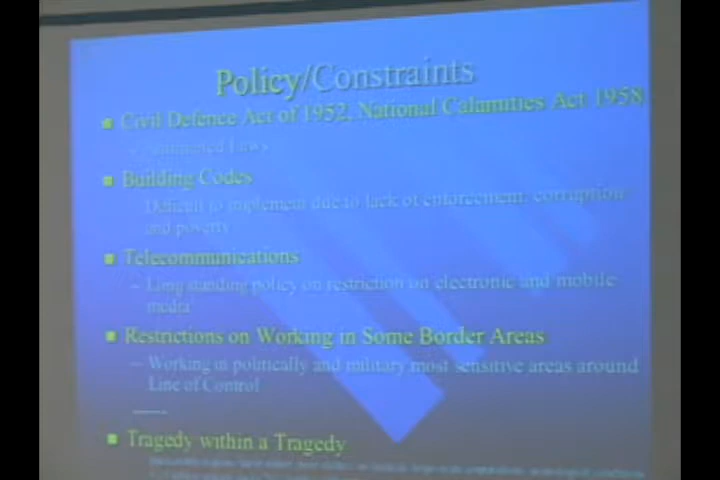 Policy/Constraints
Civil Defence Act of 1952, National Calamities Act 1958
– Laws
Building Codes
Difficult to implement due to lack of enforcement, corruption
and poverty
Telecommunications
– Long standing policy on restriction on electronic and mobile
media
Restrictions on Working in Some Border Areas
– Working in politically and military most sensitive areas around
Line of Control
Tragedy within a Tragedy